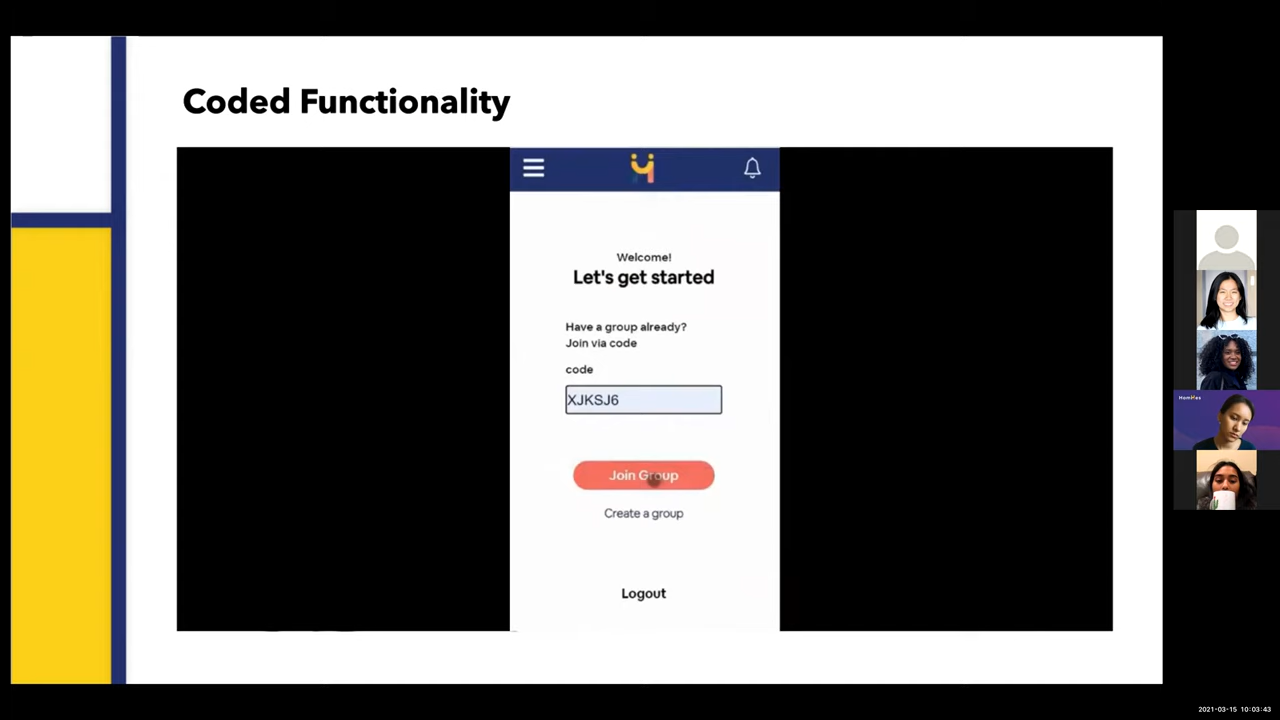 Coded Functionality
Welcome!
Let's get started
Have a group already?
Join via code
code
XJKSJ6
Join Group
Create a group
Logout
HomMes
2021-03-15 10:03:43